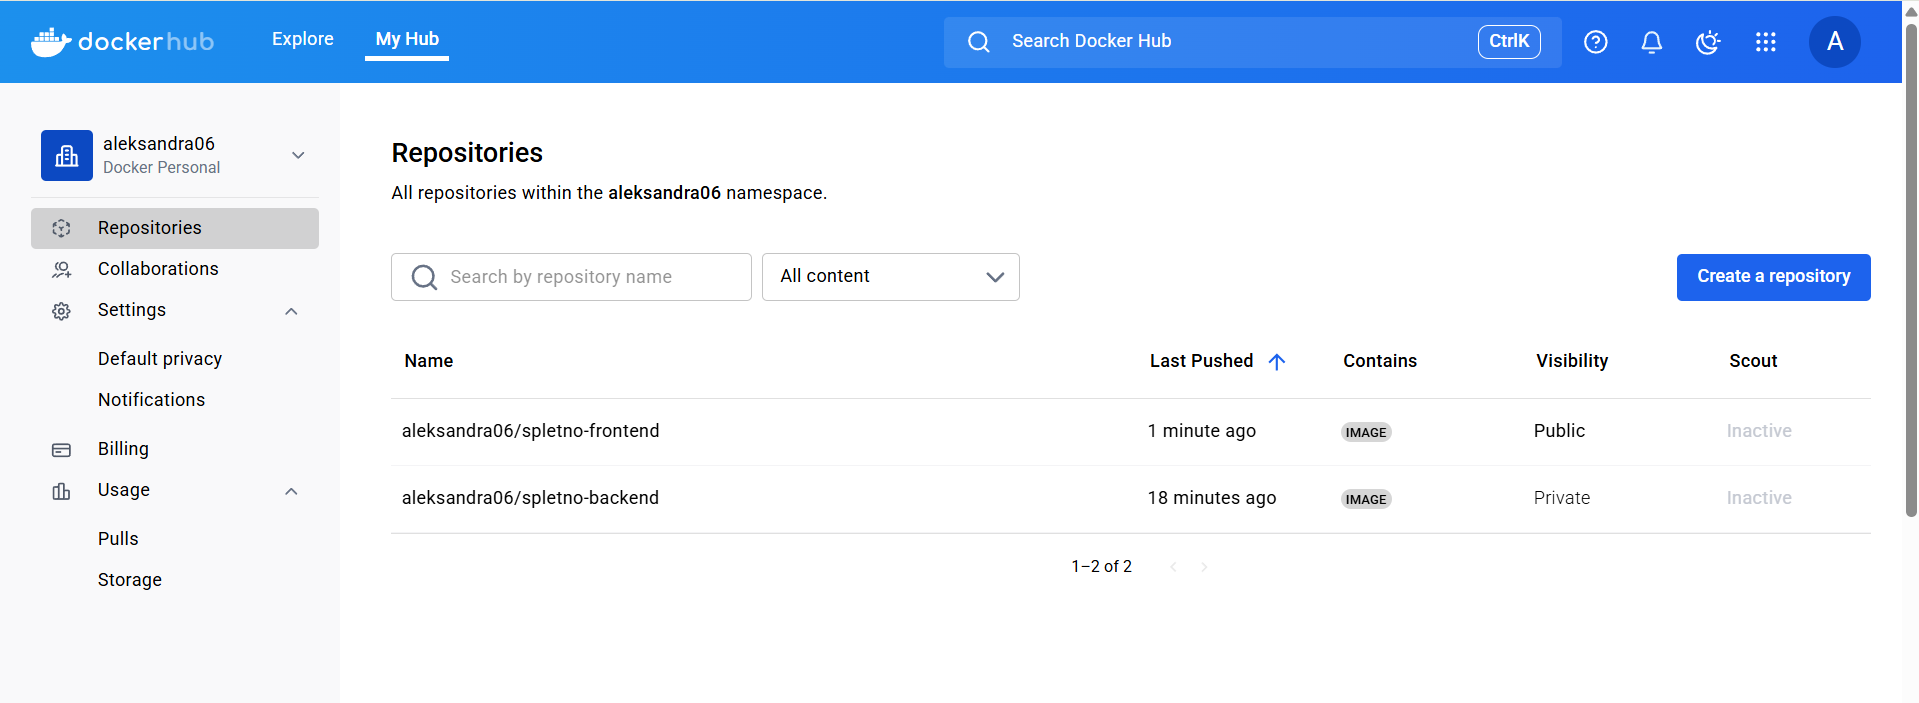 dockerhub
Explore
My Hub
Search Docker Hub
CtrlK
A
aleksandra06
Docker Personal
Repositories
Collaborations
Settings
Default privacy
Notifications
Billing
Usage
Pulls
Storage
Repositories
All repositories within the aleksandra06 namespace.
Search by repository name
All content
Create a repository
Name Last Pushed Contains Visibility Scout
aleksandra06/spletno-frontend 1 minute ago IMAGE Public Inactive
aleksandra06/spletno-backend 18 minutes ago IMAGE Private Inactive
1–2 of 2